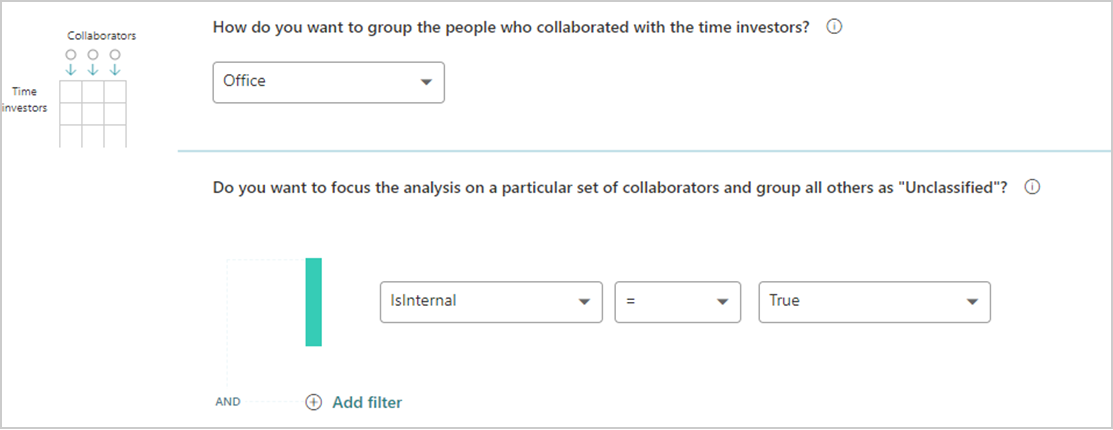 Collaborators
Time
investors
How do you want to group the people who collaborated with the time investors?
Office
Do you want to focus the analysis on a particular set of collaborators and group all others as "Unclassified"?
IsInternal = True
AND
Add filter